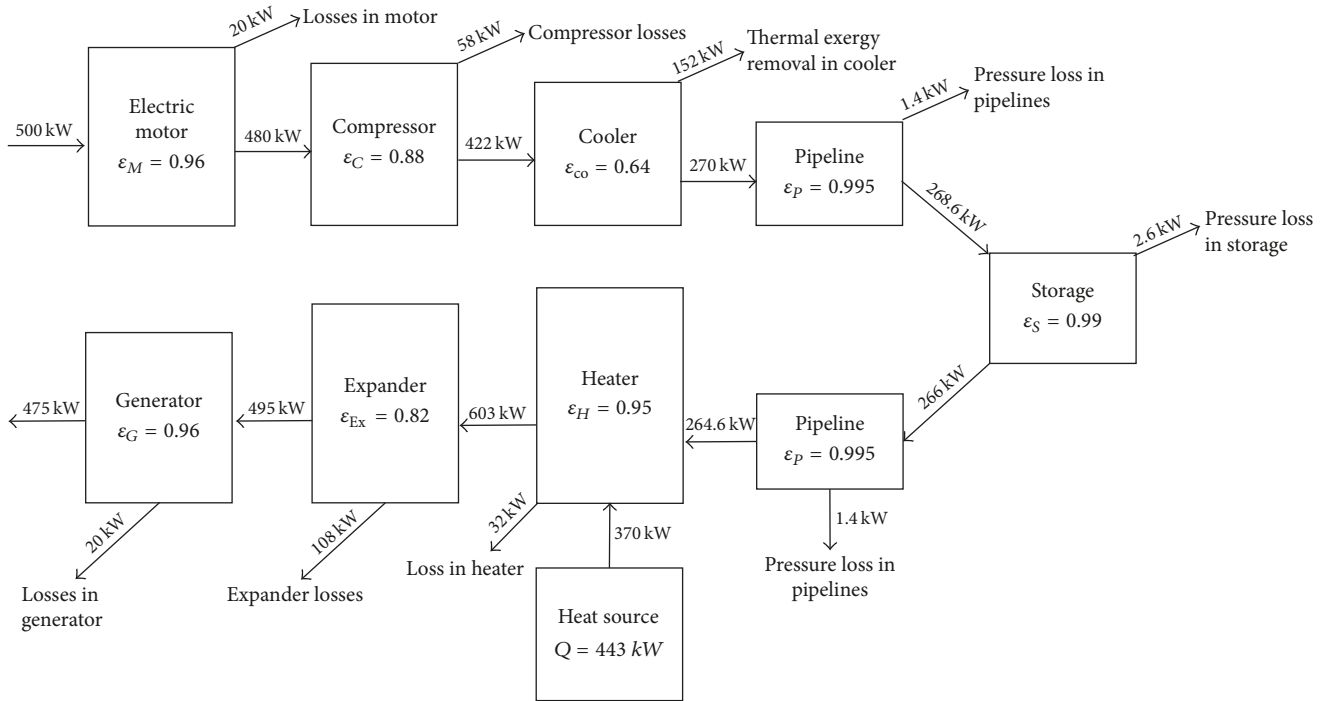 20 kW
Losses in motor
58 kW
Compressor losses
152 kW
Thermal exergy
removal in cooler
1.4 kW
Pressure loss in
pipelines
500 kW
Electric
motor
ε_M = 0.96
480 kW
Compressor
ε_C = 0.88
422 kW
Cooler
ε_co = 0.64
270 kW
Pipeline
ε_P = 0.995
268.6 kW
2.6 kW
Pressure loss
in storage
Storage
ε_S = 0.99
266 kW
475 kW
Generator
ε_G = 0.96
495 kW
Expander
ε_Ex = 0.82
603 kW
Heater
ε_H = 0.95
264.6 kW
Pipeline
ε_P = 0.995
20 kW
Losses in
generator
108 kW
Expander losses
32 kW
Loss in heater
370 kW
1.4 kW
Pressure loss in
pipelines
Heat source
Q = 443 kW